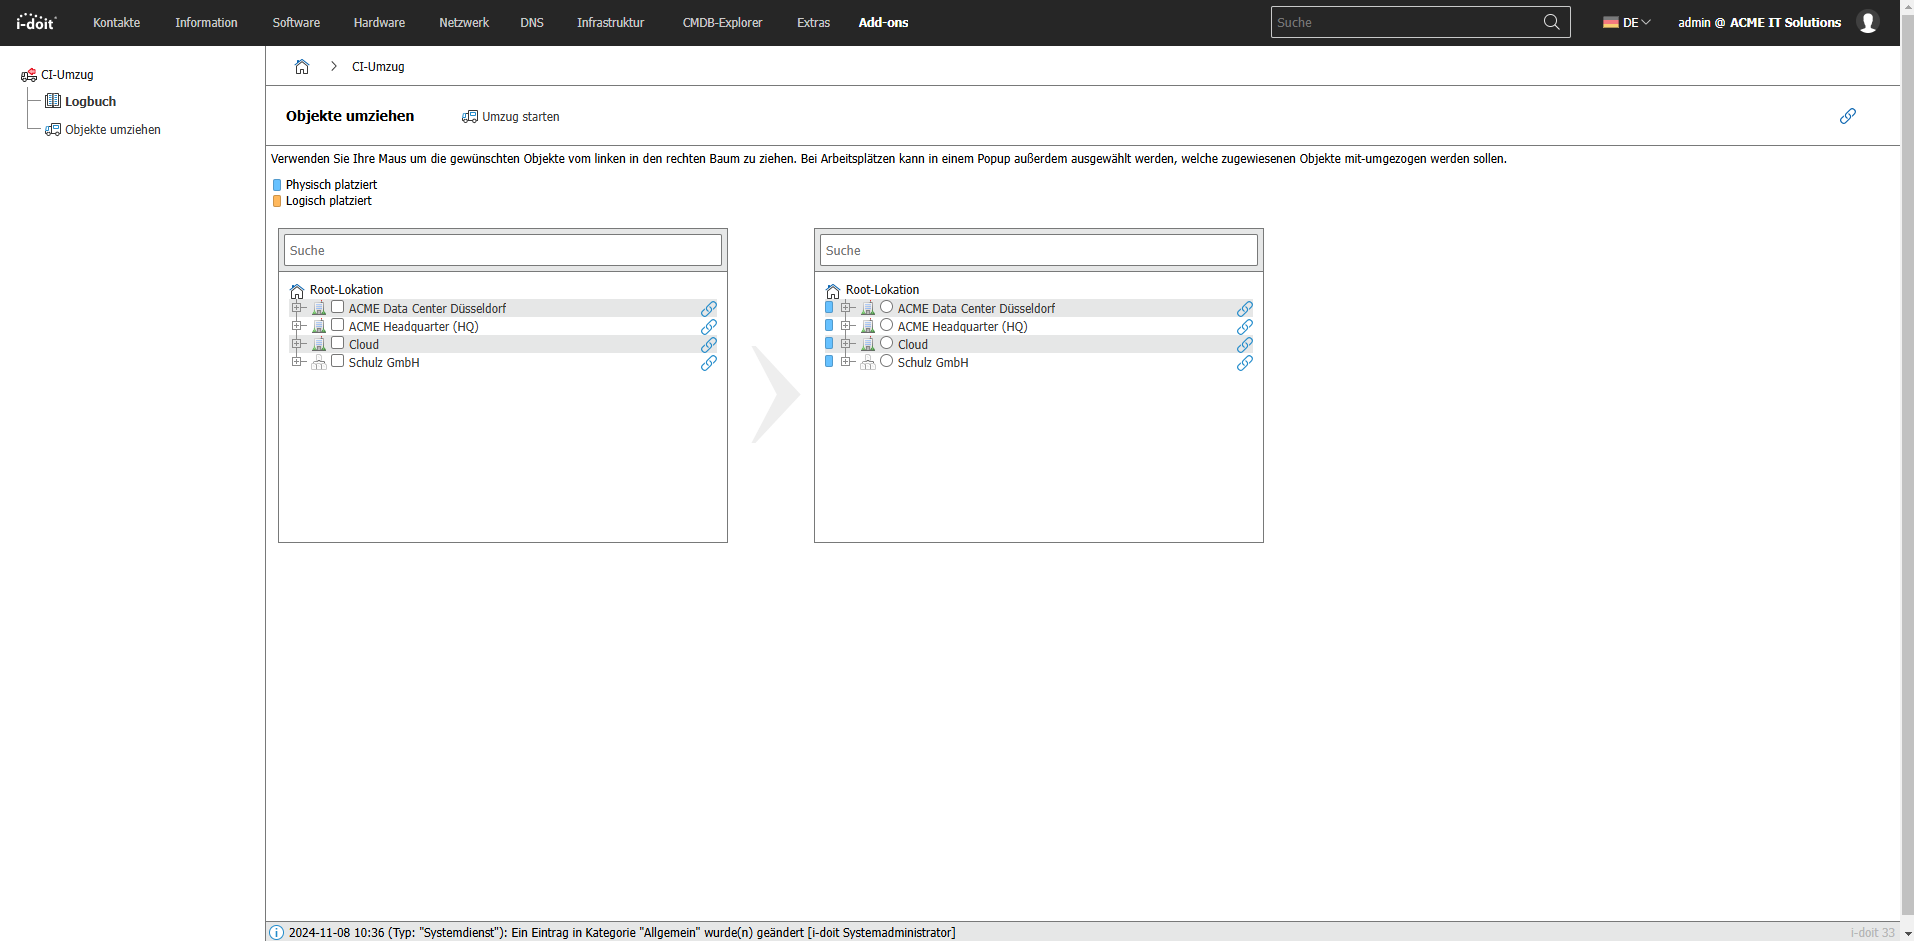 i-doit
Kontakte
Information
Software
Hardware
Netzwerk
DNS
Infrastruktur
CMDB-Explorer
Extras
Add-ons
Suche
DE
admin @ ACME IT Solutions
CI-Umzug
Logbuch
Objekte umziehen
CI-Umzug
Objekte umziehen
Umzug starten
Verwenden Sie Ihre Maus um die gewünschten Objekte vom linken in den rechten Baum zu ziehen. Bei Arbeitsplätzen kann in einem Popup außerdem ausgewählt werden, welche zugewiesenen Objekte mit-umgezogen werden sollen.
Physisch platziert
Logisch platziert
Suche
Root-Lokation
ACME Data Center Düsseldorf
ACME Headquarter (HQ)
Cloud
Schulz GmbH
Suche
Root-Lokation
ACME Data Center Düsseldorf
ACME Headquarter (HQ)
Cloud
Schulz GmbH
2024-11-08 10:36 (Typ: "Systemdienst"): Ein Eintrag in Kategorie "Allgemein" wurde(n) geändert [i-doit Systemadministrator]
i-doit 33